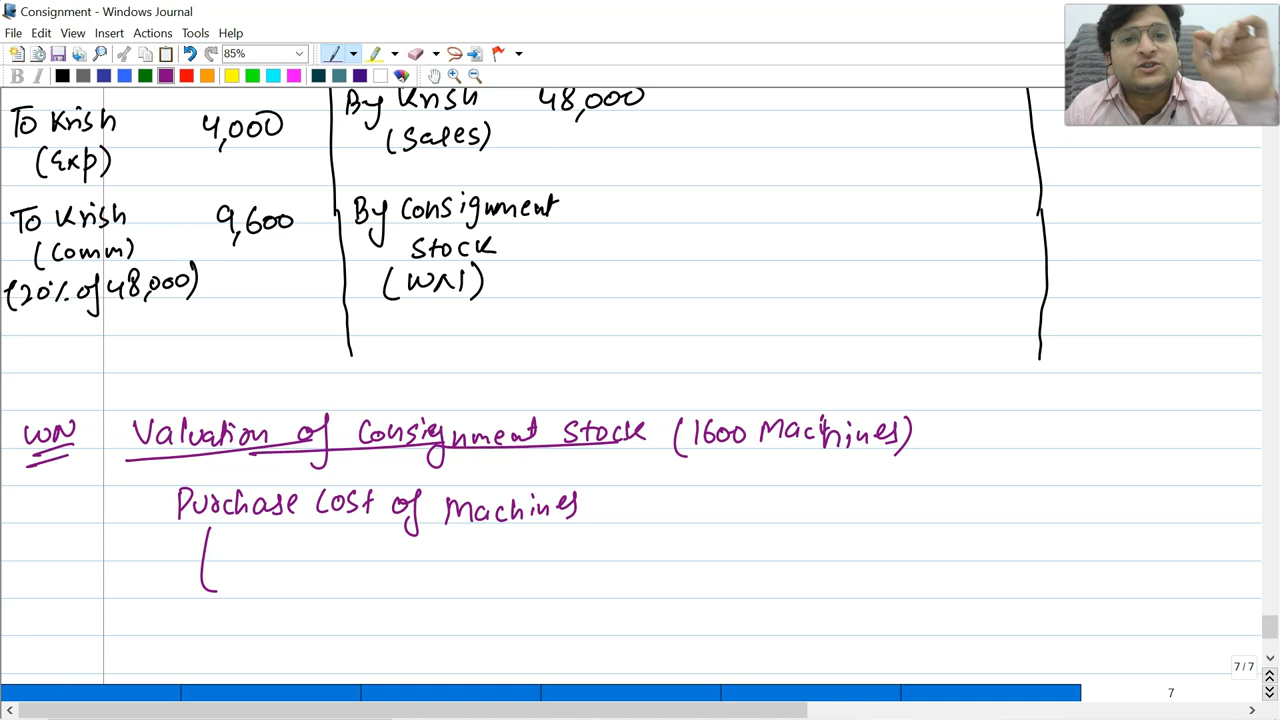 Consignment - Windows Journal
File Edit View Insert Actions Tools Help
85%
B I
By Krish 48,000
(Sales)
To Krish 4,000
(Exp)
To Krish 9,600
(Comm)
(20% of 48,000)
By Consignment
Stock
(WN1)
WN Valuation of Consignment Stock (1600 Machines)
Purchase Cost of Machines
(
7 / 7
7